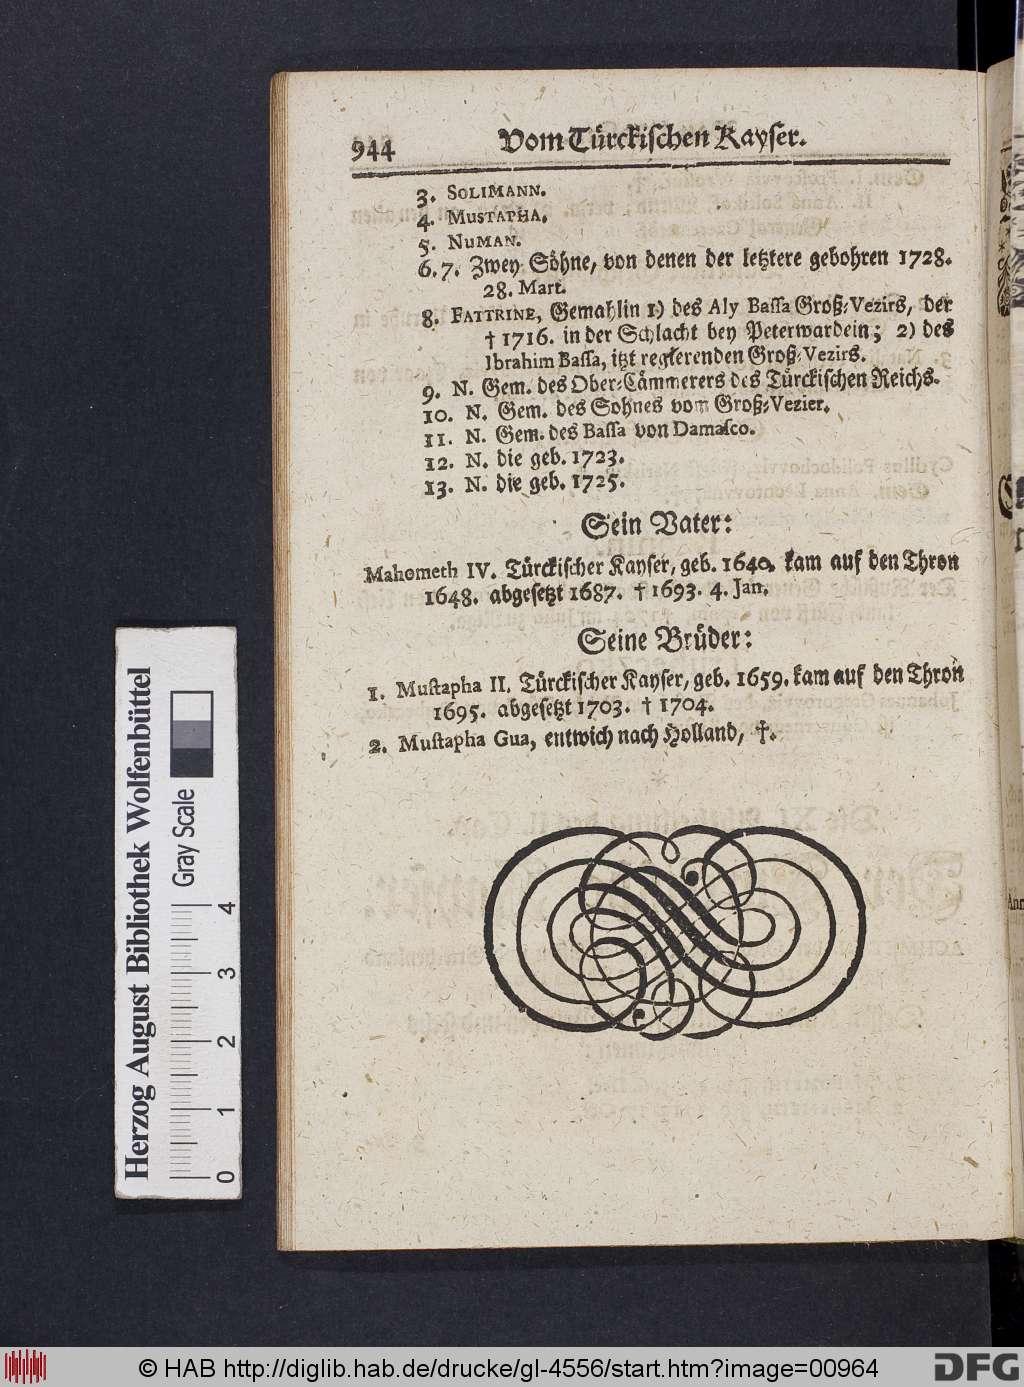 944 Vom Türckischen Kayser.
3. SOLIMANN.
4. MUSTAPHA.
5. NUMAN.
6. 7. Zwey Söhne, von denen der letztere gebohren 1728.
28. Mart.
8. FATTRINE, Gemahlin 1) des Aly Bassa Groß-Vezirs, der
† 1716. in der Schlacht bey Peterwardein; 2) des
Ibrahim Bassa, itzt regierenden Groß-Vezirs.
9. N. Gem. des Ober-Cämmerers des Türckischen Reichs.
10. N. Gem. des Sohnes vom Groß-Vezier.
11. N. Gem. des Bassa von Damasco.
12. N. die geb. 1723.
13. N. die geb. 1725.
Sein Vater:
Mahometh IV. Türckischer Kayser, geb. 1640. kam auf den Thron
1648. abgesetzt 1687. † 1693. 4. Jan.
Seine Brüder:
1. Mustapha II. Türckischer Kayser, geb. 1659. kam auf den Thron
1695. abgesetzt 1703. † 1704.
2. Mustapha Gua, entwich nach Holland, †.
Herzog August Bibliothek Wolfenbüttel
Gray Scale
0 1 2 3 4
© HAB http://diglib.hab.de/drucke/gl-4556/start.htm?image=00964
DFG